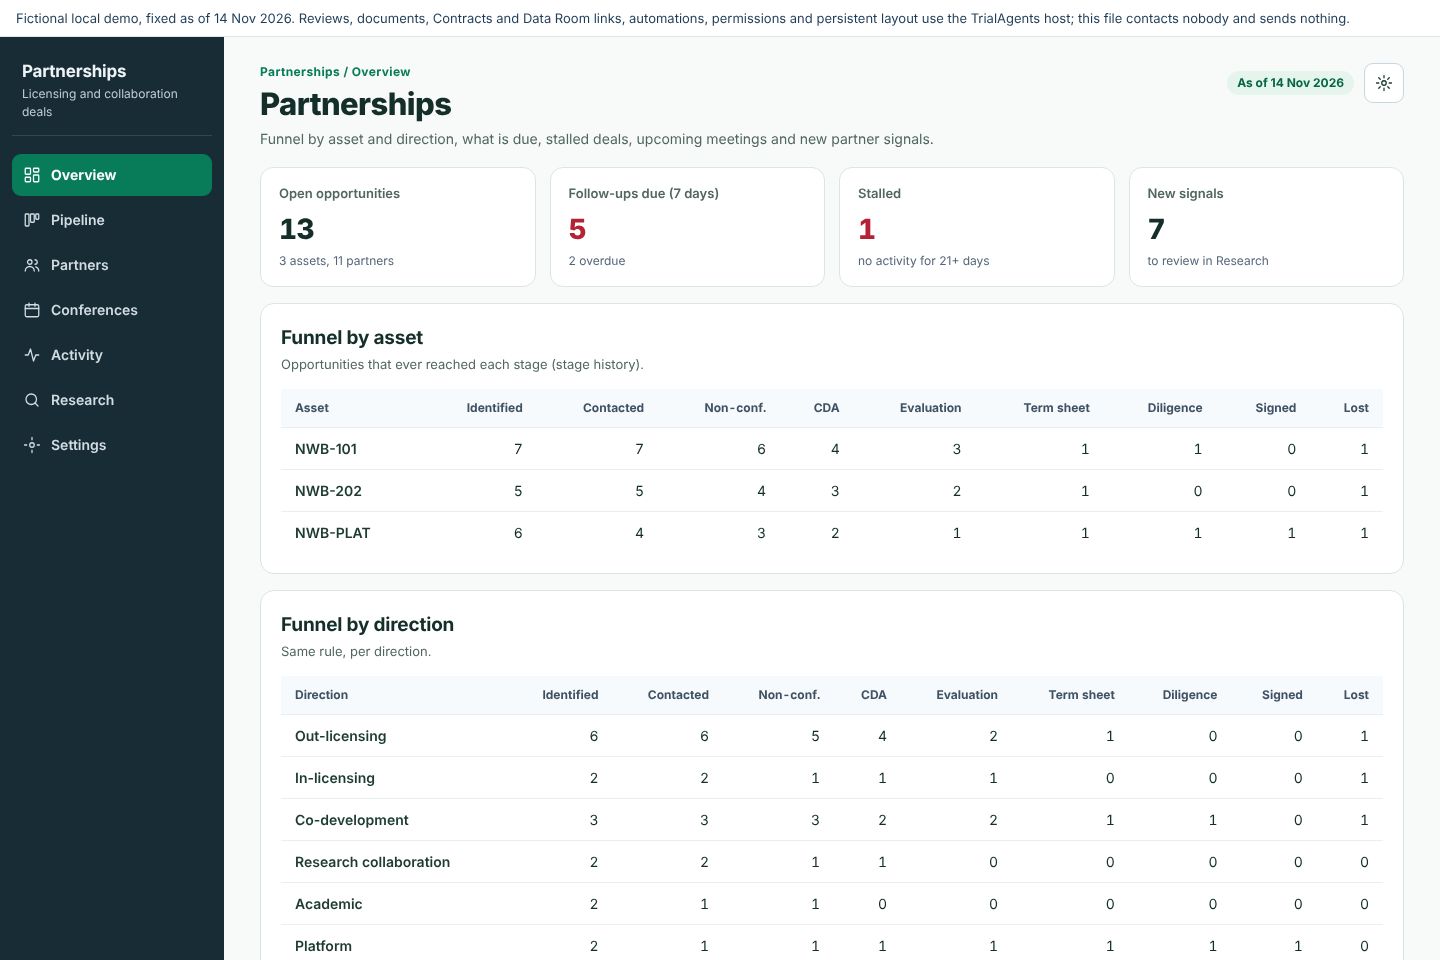 Fictional local demo, fixed as of 14 Nov 2026. Reviews, documents, Contracts and Data Room links, automations, permissions and persistent layout use the TrialAgents host; this file contacts nobody and sends nothing.
Partnerships
Licensing and collaboration
deals
Overview
Pipeline
Partners
Conferences
Activity
Research
Settings
Partnerships / Overview
Partnerships
Funnel by asset and direction, what is due, stalled deals, upcoming meetings and new partner signals.
As of 14 Nov 2026
Open opportunities
13
3 assets, 11 partners
Follow-ups due (7 days)
5
2 overdue
Stalled
1
no activity for 21+ days
New signals
7
to review in Research
Funnel by asset
Opportunities that ever reached each stage (stage history).
Asset Identified Contacted Non-conf. CDA Evaluation Term sheet Diligence Signed Lost
NWB-101 7 7 6 4 3 1 1 0 1
NWB-202 5 5 4 3 2 1 0 0 1
NWB-PLAT 6 4 3 2 1 1 1 1 1
Funnel by direction
Same rule, per direction.
Direction Identified Contacted Non-conf. CDA Evaluation Term sheet Diligence Signed Lost
Out-licensing 6 6 5 4 2 1 0 0 1
In-licensing 2 2 1 1 1 0 0 0 1
Co-development 3 3 3 2 2 1 1 0 1
Research collaboration 2 2 1 1 0 0 0 0 0
Academic 2 1 1 0 0 0 0 0 0
Platform 2 1 1 1 1 1 1 1 0